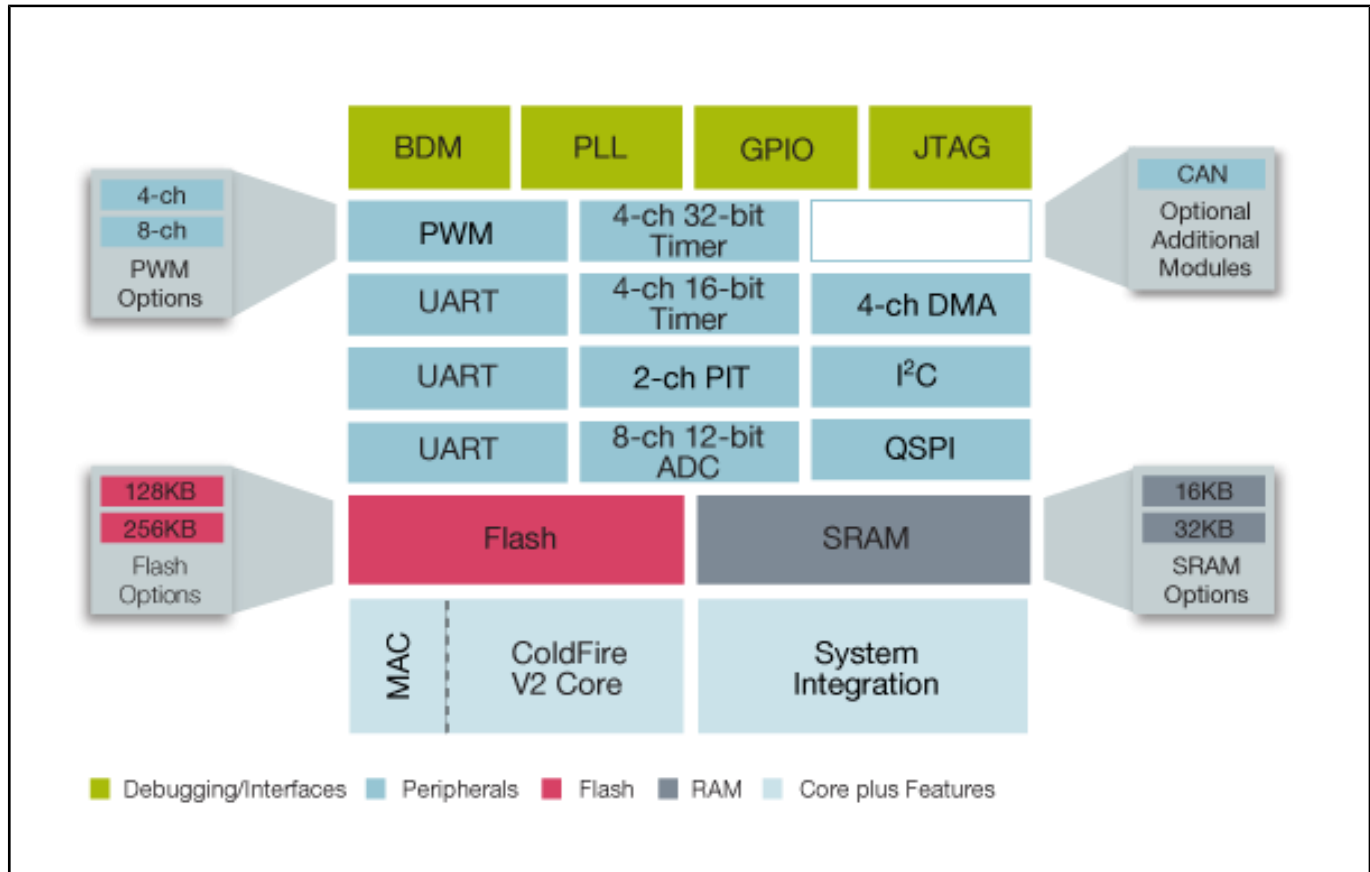 BDM
PLL
GPIO
JTAG
4-ch
8-ch
PWM
Options
PWM
4-ch 32-bit
Timer
CAN
Optional
Additional
Modules
UART
4-ch 16-bit
Timer
4-ch DMA
UART
2-ch PIT
I²C
UART
8-ch 12-bit
ADC
QSPI
128KB
256KB
Flash
Options
Flash
SRAM
16KB
32KB
SRAM
Options
MAC
ColdFire
V2 Core
System
Integration
Debugging/Interfaces Peripherals Flash RAM Core plus Features